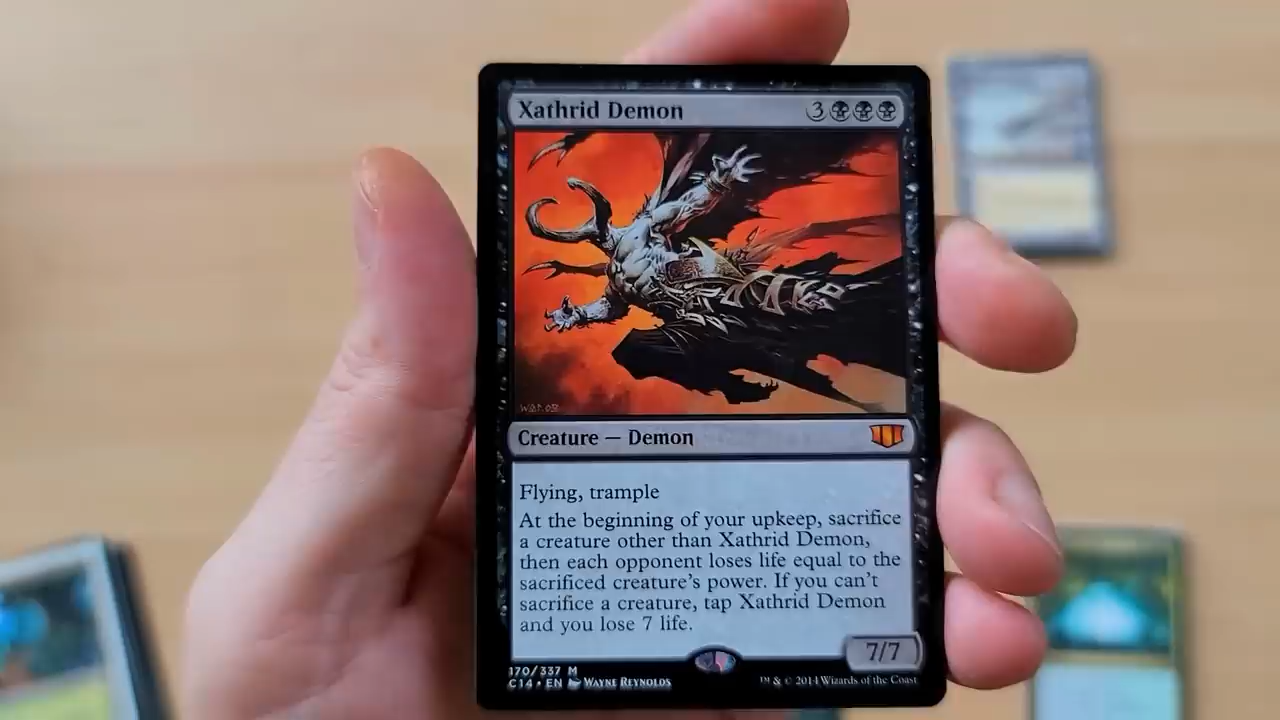 Xathrid Demon 3
Creature — Demon
Flying, trample
At the beginning of your upkeep, sacrifice
a creature other than Xathrid Demon,
then each opponent loses life equal to the
sacrificed creature's power. If you can't
sacrifice a creature, tap Xathrid Demon
and you lose 7 life.
7/7
170/337 M
C14 • EN Wayne Reynolds
™ & © 2014 Wizards of the Coast